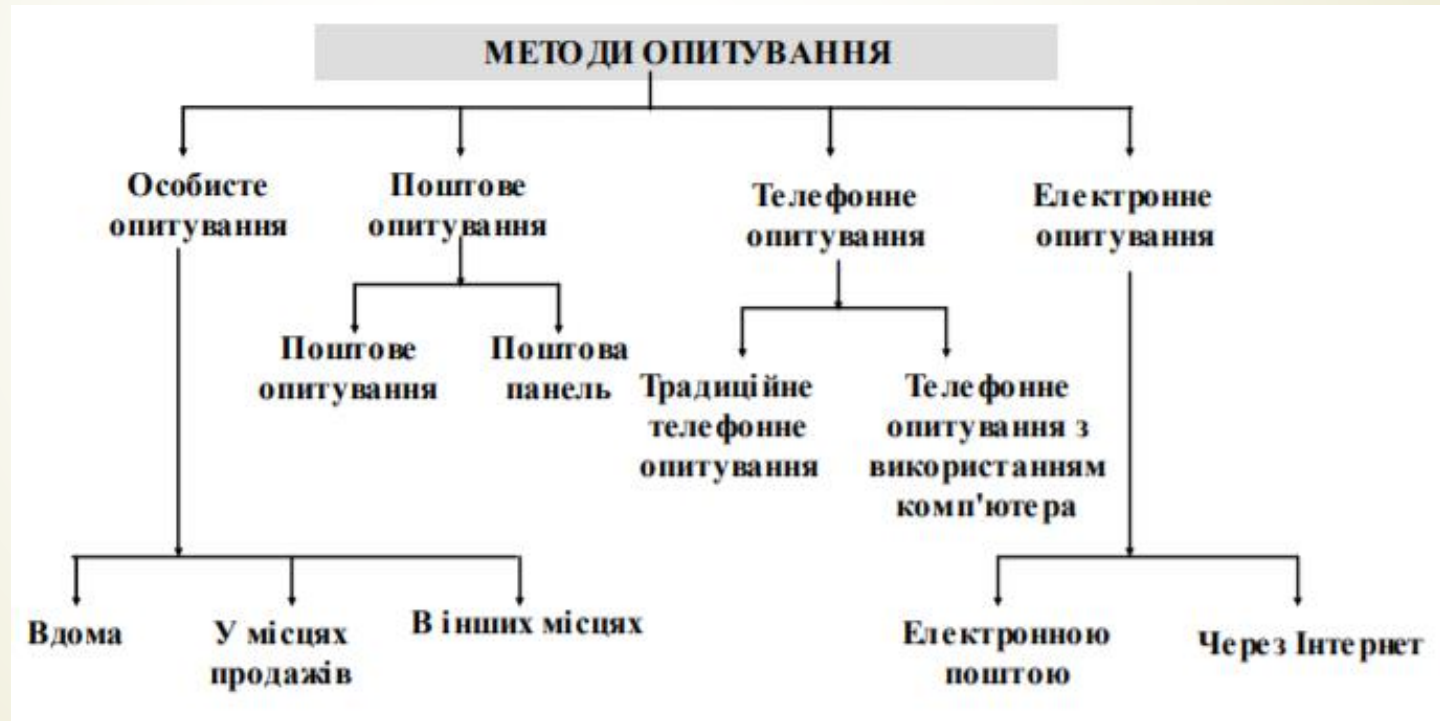 МЕТОДИ ОПИТУВАННЯ
Особисте
опитування
Поштове
опитування
Телефонне
опитування
Електронне
опитування
Поштове
опитування
Поштова
панель
Традиційне
телефонне
опитування
Телефонне
опитування з
використанням
комп'ютера
Вдома
У місцях
продажів
В інших місцях
Електронною
поштою
Через Інтернет